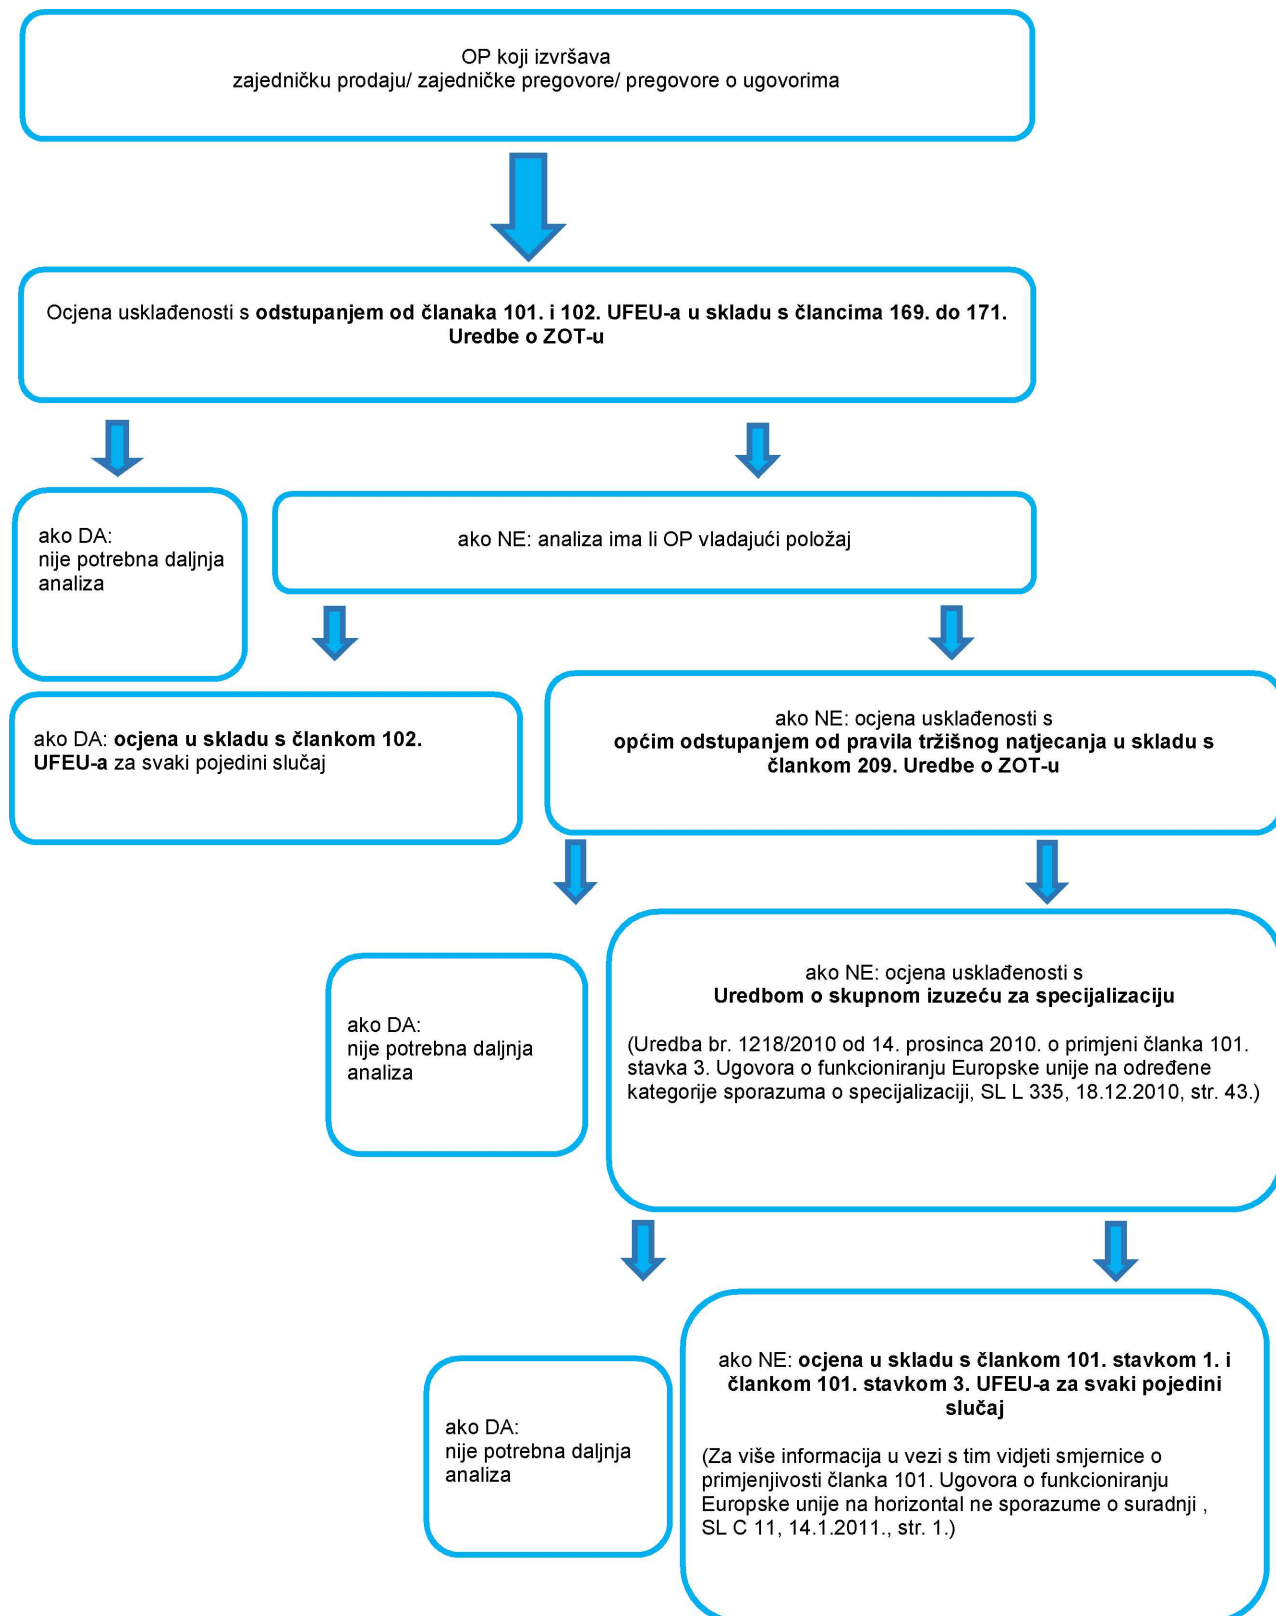 OP koji izvršava
zajedničku prodaju/ zajedničke pregovore/ pregovore o ugovorima
Ocjena usklađenosti s odstupanjem od članaka 101. i 102. UFEU-a u skladu s člancima 169. do 171.
Uredbe o ZOT-u
ako DA:
nije potrebna daljnja
analiza
ako NE: analiza ima li OP vladajući položaj
ako DA: ocjena u skladu s člankom 102.
UFEU-a za svaki pojedini slučaj
ako NE: ocjena usklađenosti s
općim odstupanjem od pravila tržišnog natjecanja u skladu s
člankom 209. Uredbe o ZOT-u
ako DA:
nije potrebna daljnja
analiza
ako NE: ocjena usklađenosti s
Uredbom o skupnom izuzeću za specijalizaciju
(Uredba br. 1218/2010 od 14. prosinca 2010. o primjeni članka 101.
stavka 3. Ugovora o funkcioniranju Europske unije na određene
kategorije sporazuma o specijalizaciji, SL L 335, 18.12.2010, str. 43.)
ako DA:
nije potrebna daljnja
analiza
ako NE: ocjena u skladu s člankom 101. stavkom 1. i
člankom 101. stavkom 3. UFEU-a za svaki pojedini
slučaj
(Za više informacija u vezi s tim vidjeti smjernice o
primjenjivosti članka 101. Ugovora o funkcioniranju
Europske unije na horizontal ne sporazume o suradnji ,
SL C 11, 14.1.2011., str. 1.)